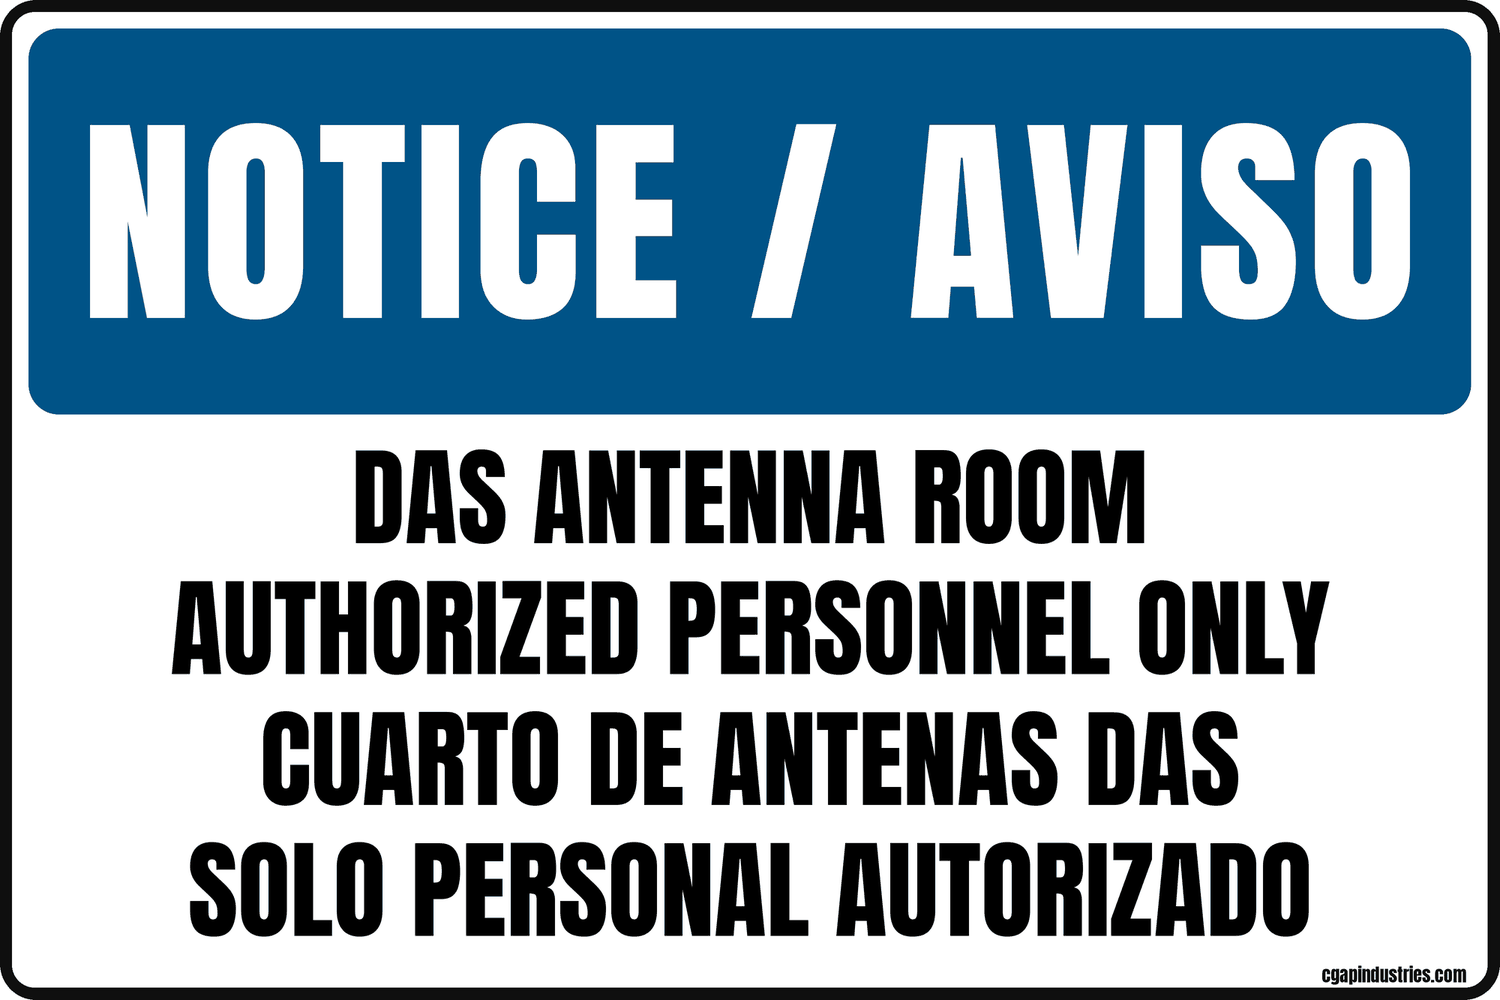 NOTICE / AVISO
DAS ANTENNA ROOM
AUTHORIZED PERSONNEL ONLY
CUARTO DE ANTENAS DAS
SOLO PERSONAL AUTORIZADO
cgapindustries.com